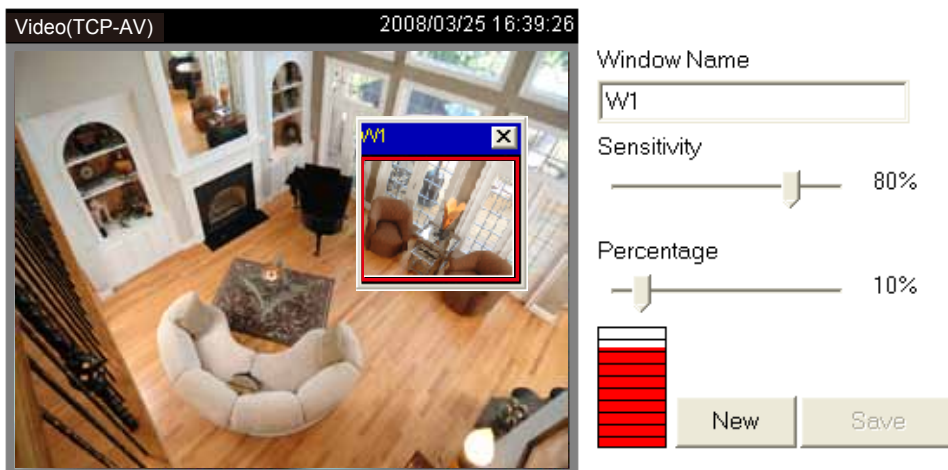 Video(TCP-AV) 2008/03/25 16:39:26
W1
Window Name
W1
Sensitivity
80%
Percentage
10%
New Save